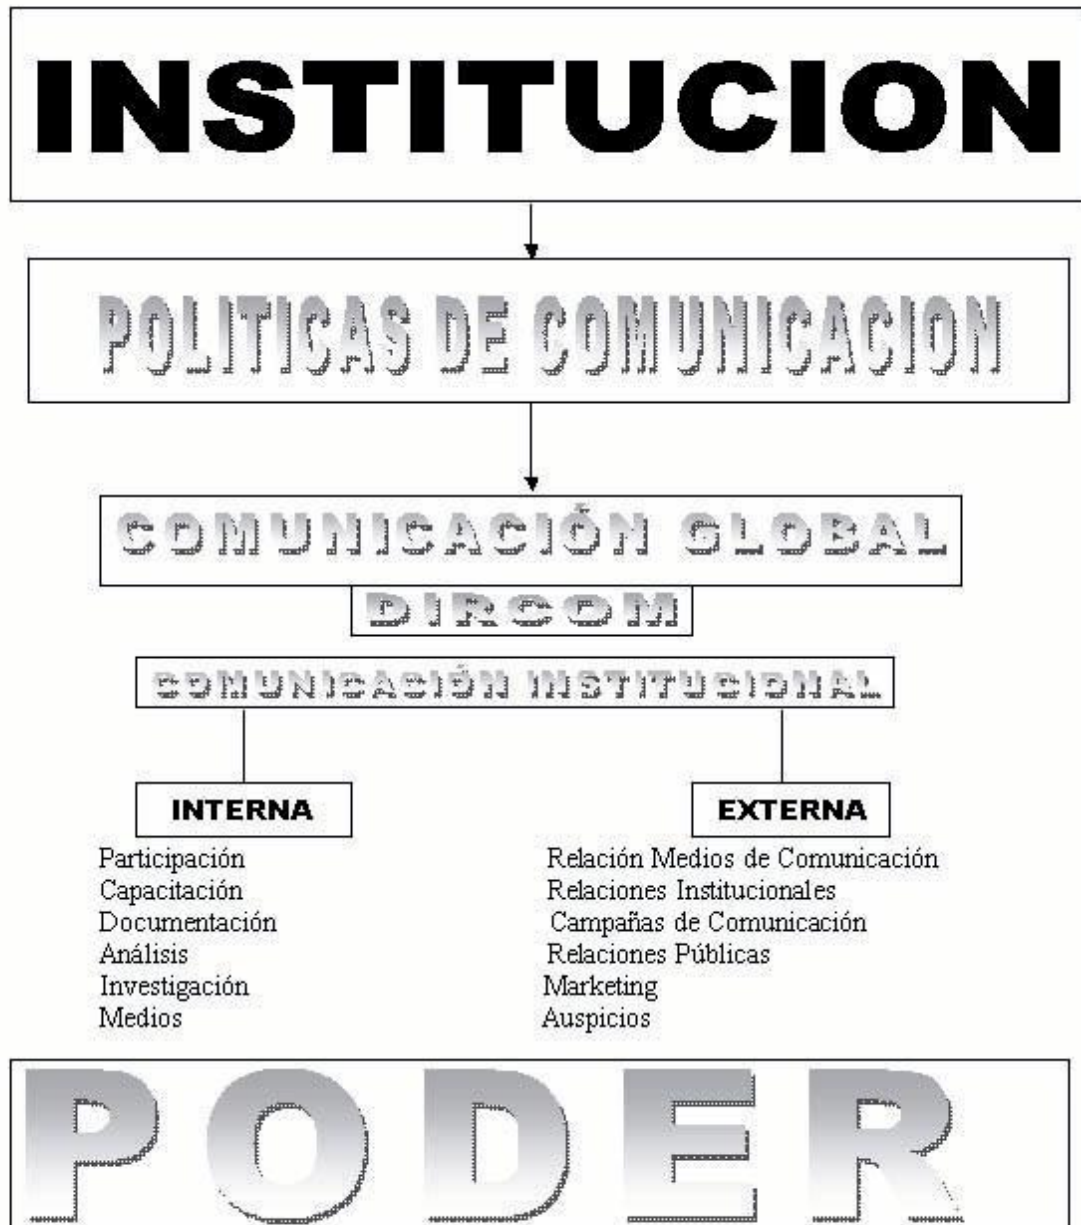 INSTITUCION
POLITICAS DE COMUNICACION
COMUNICACIÓN GLOBAL
DIRCOM
COMUNICACIÓN INSTITUCIONAL
INTERNA
Participación
Capacitación
Documentación
Análisis
Investigación
Medios
EXTERNA
Relación Medios de Comunicación
Relaciones Institucionales
Campañas de Comunicación
Relaciones Públicas
Marketing
Auspicios
PODER